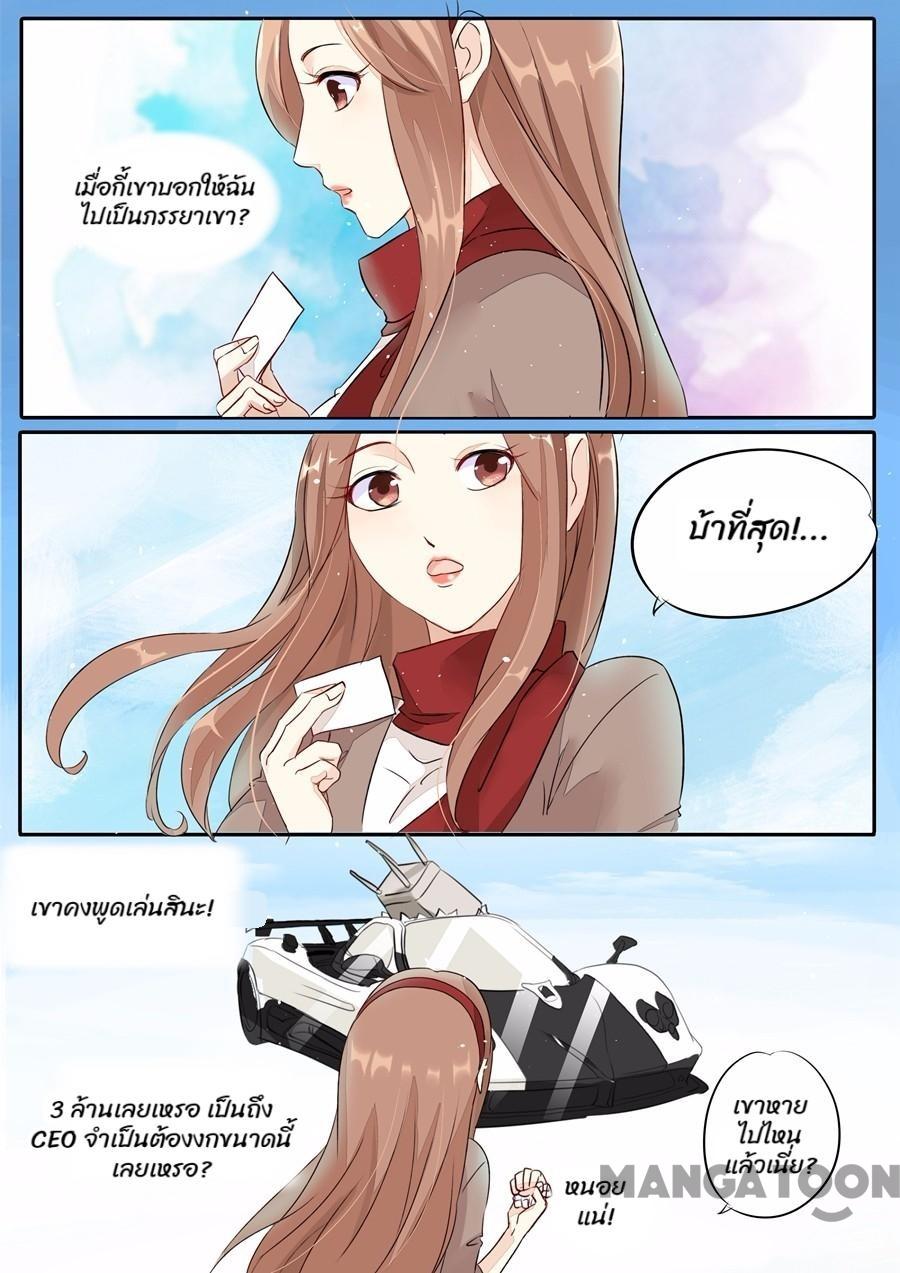 เมื่อกี้เขาบอกให้ฉัน
ไปเป็นภรรยาเขา?
บ้าที่สุด!...
เขาคงพูดเล่นสินะ!
3 ล้านเลยเหรอ เป็นถึง
CEO จำเป็นต้องงกขนาดนี้
เลยเหรอ?
เขาหาย
ไปไหน
แล้วเนี่ย?
หนอย
แน่!
MANGATOON